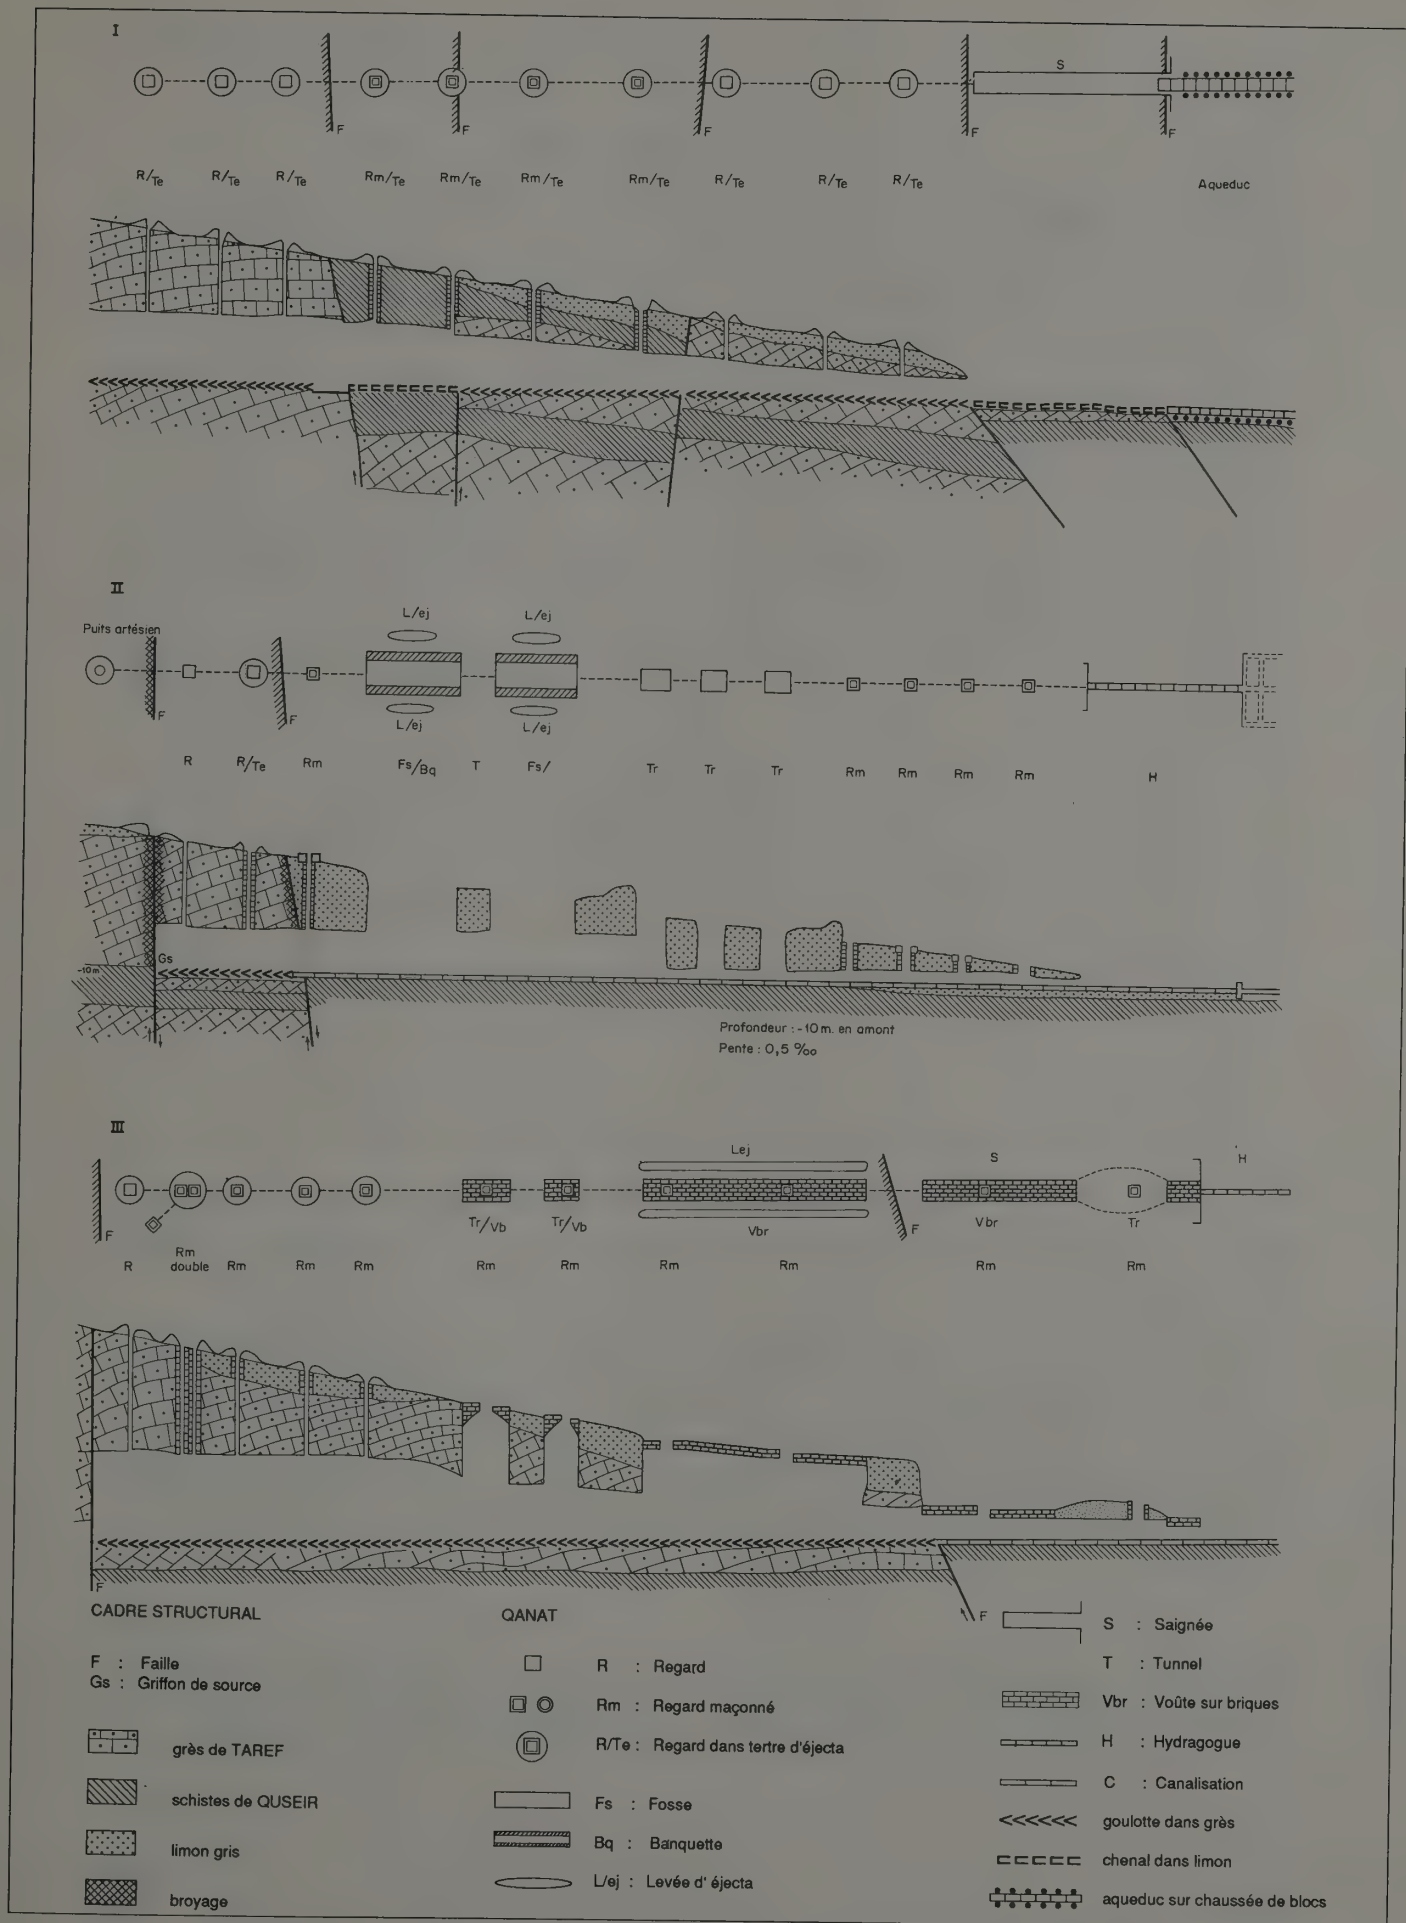 I
S
F F F F F
R/Te R/Te R/Te Rm/Te Rm/Te Rm/Te Rm/Te R/Te R/Te R/Te Aqueduc
II
L/ej L/ej
Puits artésien
F F
L/ej L/ej
R R/Te Rm Fs/Bq T Fs/ Tr Tr Tr Rm Rm Rm Rm H
Gs
-10m
Profondeur : -10 m. en amont
Pente : 0,5 ‰
III
Lej S H
F F
Tr/Vb Tr/Vb Vbr Vbr Tr
R Rm double Rm Rm Rm Rm Rm Rm Rm Rm Rm
F F
CADRE STRUCTURAL
F : Faille
Gs : Griffon de source
grès de TAREF
schistes de QUSEIR
limon gris
broyage
QANAT
R : Regard
Rm : Regard maçonné
R/Te : Regard dans tertre d'éjecta
Fs : Fosse
Bq : Banquette
L/ej : Levée d' éjecta
S : Saignée
T : Tunnel
Vbr : Voûte sur briques
H : Hydragogue
C : Canalisation
goulotte dans grès
chenal dans limon
aqueduc sur chaussée de blocs